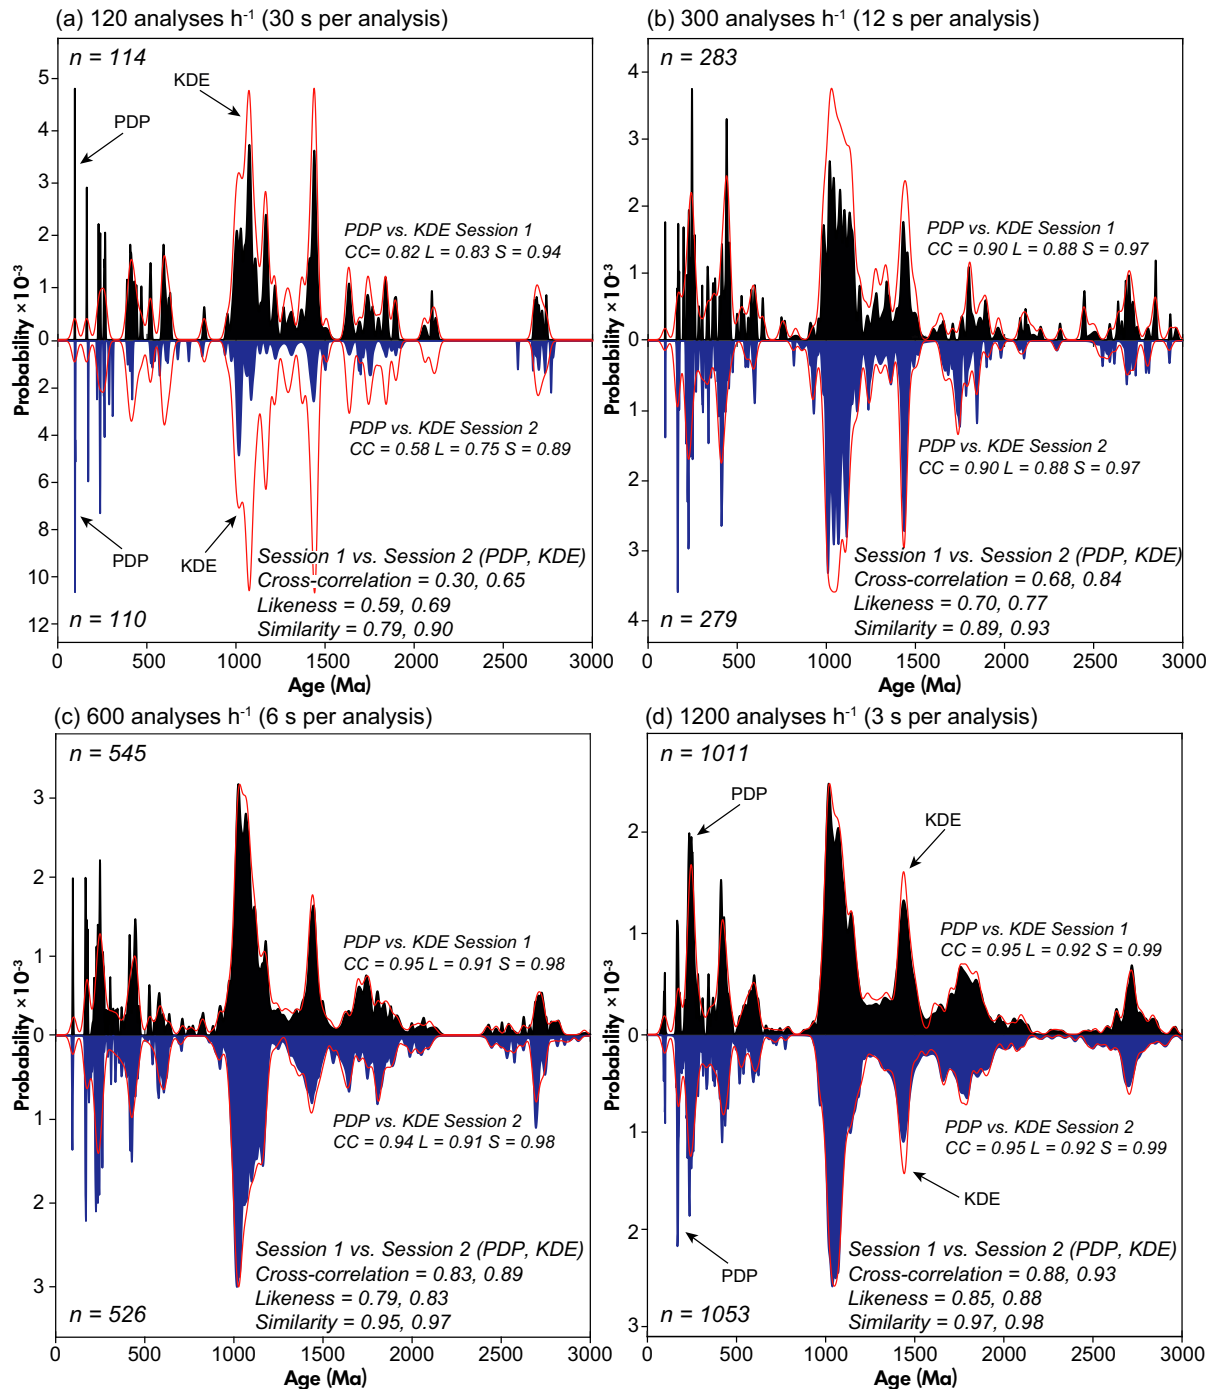 (a) 120 analyses h⁻¹ (30 s per analysis)
n = 114
KDE
PDP
5
4
3
2
1
0
2
4
6
8
10
12
Probability ×10⁻³
PDP vs. KDE Session 1
CC= 0.82 L = 0.83 S = 0.94
PDP vs. KDE Session 2
CC = 0.58 L = 0.75 S = 0.89
PDP
KDE
Session 1 vs. Session 2 (PDP, KDE)
Cross-correlation = 0.30, 0.65
Likeness = 0.59, 0.69
Similarity = 0.79, 0.90
n = 110
0 500 1000 1500 2000 2500 3000
Age (Ma)
(b) 300 analyses h⁻¹ (12 s per analysis)
n = 283
4
3
2
1
0
1
2
3
4
Probability ×10⁻³
PDP vs. KDE Session 1
CC = 0.90 L = 0.88 S = 0.97
PDP vs. KDE Session 2
CC = 0.90 L = 0.88 S = 0.97
Session 1 vs. Session 2 (PDP, KDE)
Cross-correlation = 0.68, 0.84
Likeness = 0.70, 0.77
Similarity = 0.89, 0.93
n = 279
0 500 1000 1500 2000 2500 3000
Age (Ma)
(c) 600 analyses h⁻¹ (6 s per analysis)
n = 545
3
2
1
0
1
2
3
Probability ×10⁻³
PDP vs. KDE Session 1
CC = 0.95 L = 0.91 S = 0.98
PDP vs. KDE Session 2
CC = 0.94 L = 0.91 S = 0.98
Session 1 vs. Session 2 (PDP, KDE)
Cross-correlation = 0.83, 0.89
Likeness = 0.79, 0.83
Similarity = 0.95, 0.97
n = 526
0 500 1000 1500 2000 2500 3000
Age (Ma)
(d) 1200 analyses h⁻¹ (3 s per analysis)
n = 1011
PDP
KDE
2
1
0
1
2
3
Probability ×10⁻³
PDP vs. KDE Session 1
CC = 0.95 L = 0.92 S = 0.99
PDP vs. KDE Session 2
CC = 0.95 L = 0.92 S = 0.99
KDE
PDP
Session 1 vs. Session 2 (PDP, KDE)
Cross-correlation = 0.88, 0.93
Likeness = 0.85, 0.88
Similarity = 0.97, 0.98
n = 1053
0 500 1000 1500 2000 2500 3000
Age (Ma)